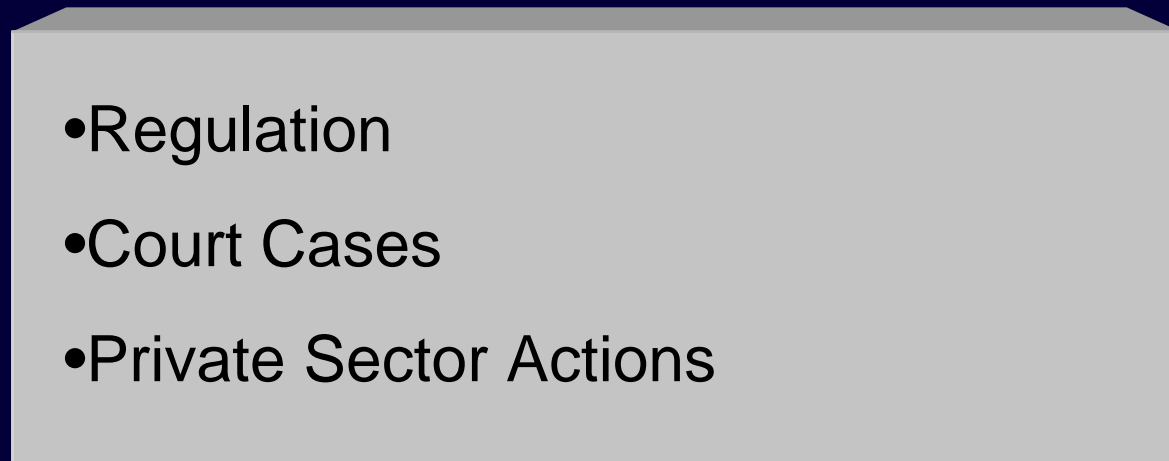 •Regulation
•Court Cases
•Private Sector Actions